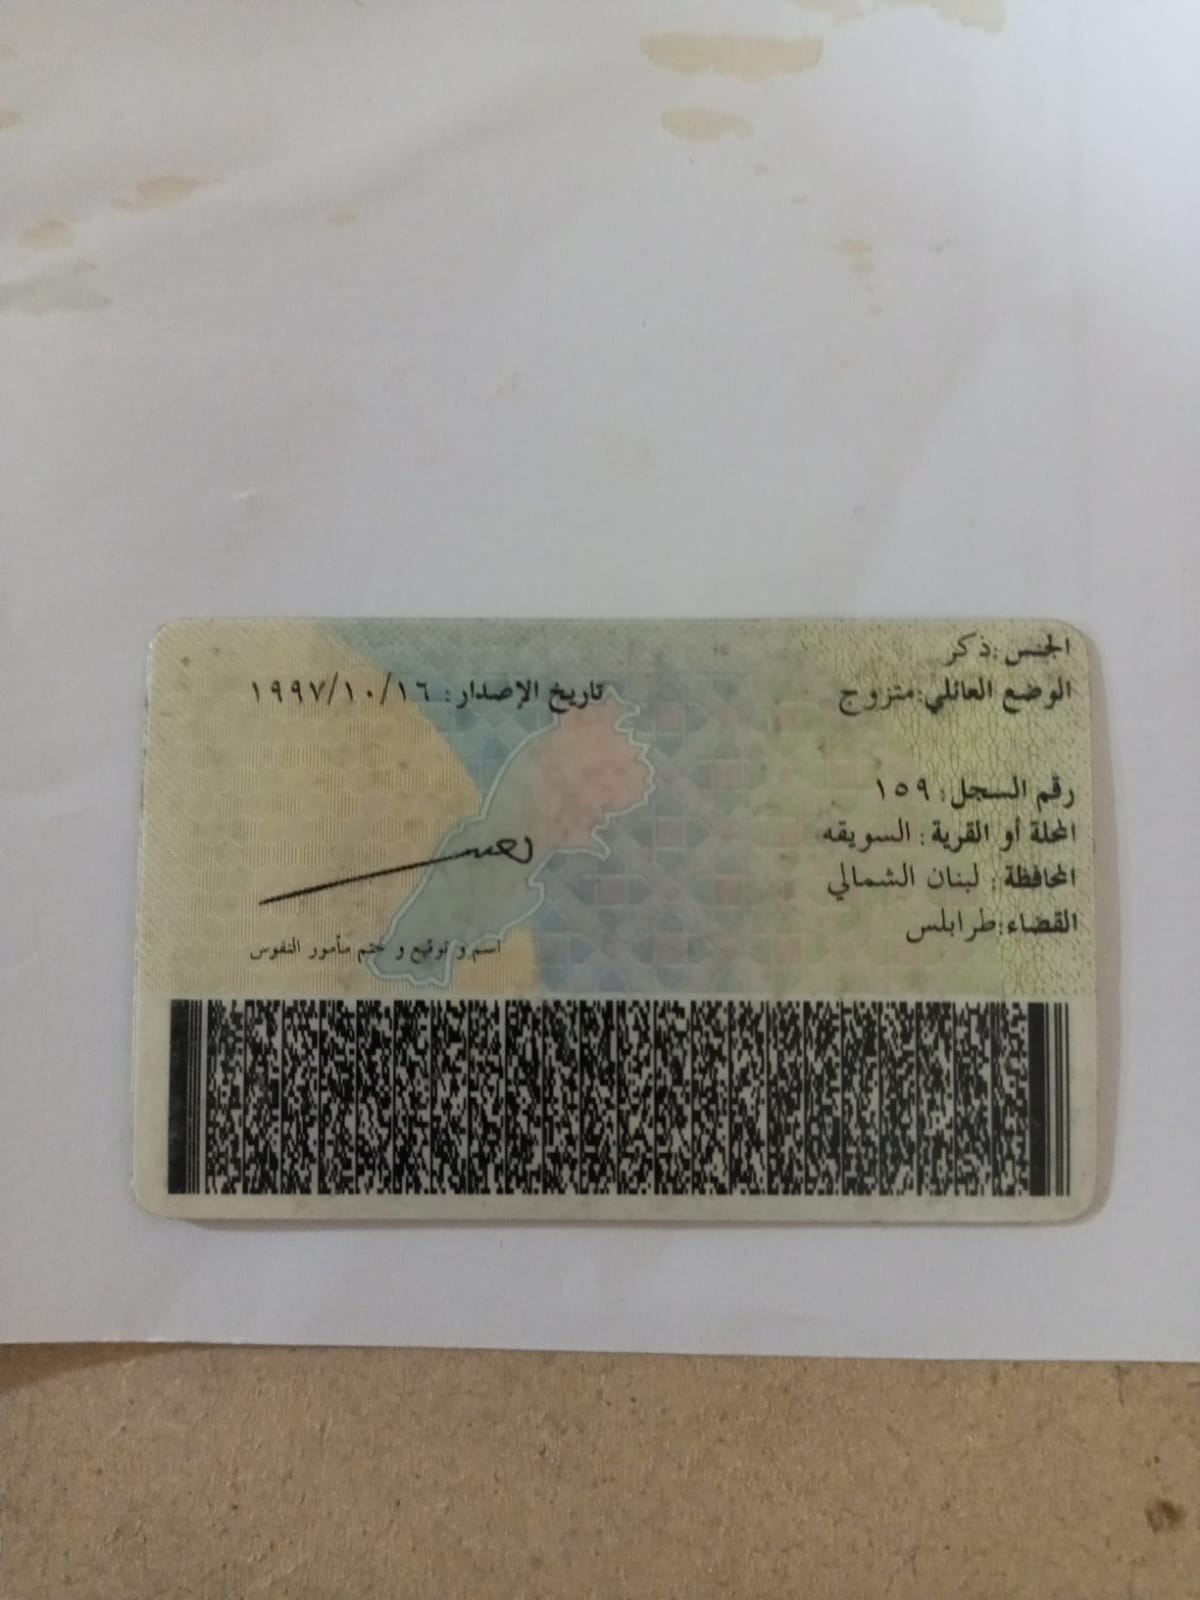 الجنس: ذكر
الوضع العائلي: متزوج
تاريخ الإصدار: ١٩٩٧/١٠/١٦
رقم السجل: ١٥٩
المحلة أو القرية: السويقه
المحافظة: لبنان الشمالي
القضاء: طرابلس
اسم و توقيع و ختم مأمور النفوس